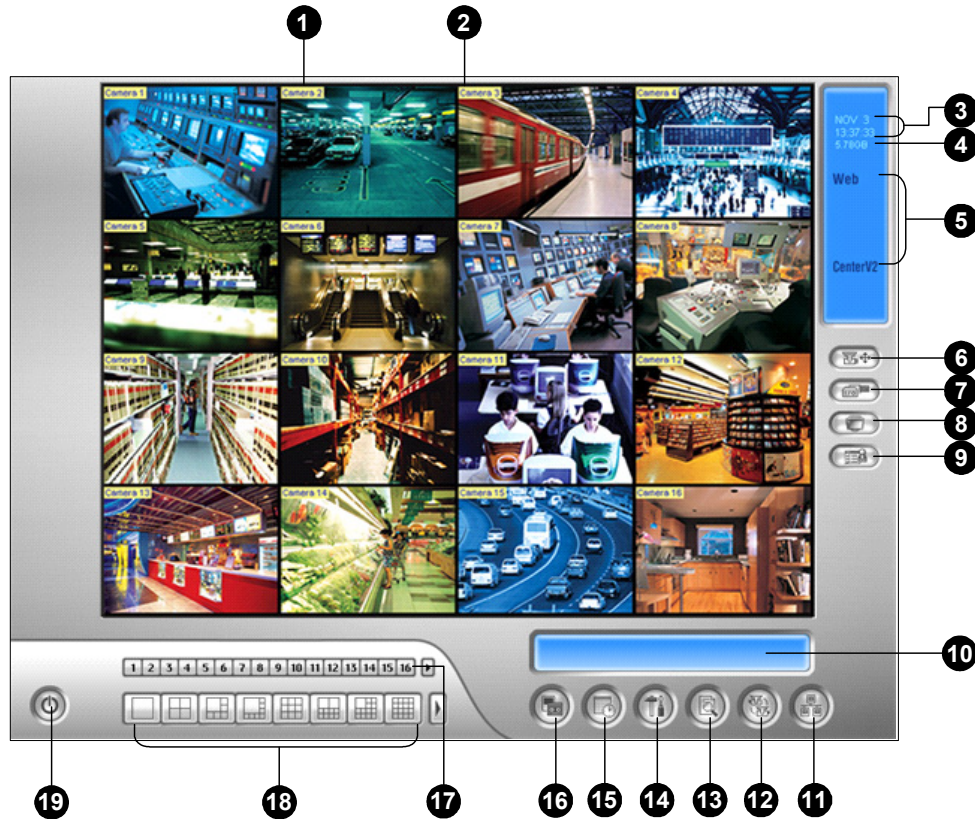 1 2
Camera 1 Camera 2 Camera 3 Camera 4
NOV 3
3
13:37:33
5.78GB
4
Web
5
Camera 5 Camera 6 Camera 7 Camera 8
CenterV2
6
Camera 9 Camera 10 Camera 11 Camera 12
7
8
9
Camera 13 Camera 14 Camera 15 Camera 16
10
1 2 3 4 5 6 7 8 9 10 11 12 13 14 15 16
19 18 17 16 15 14 13 12 11